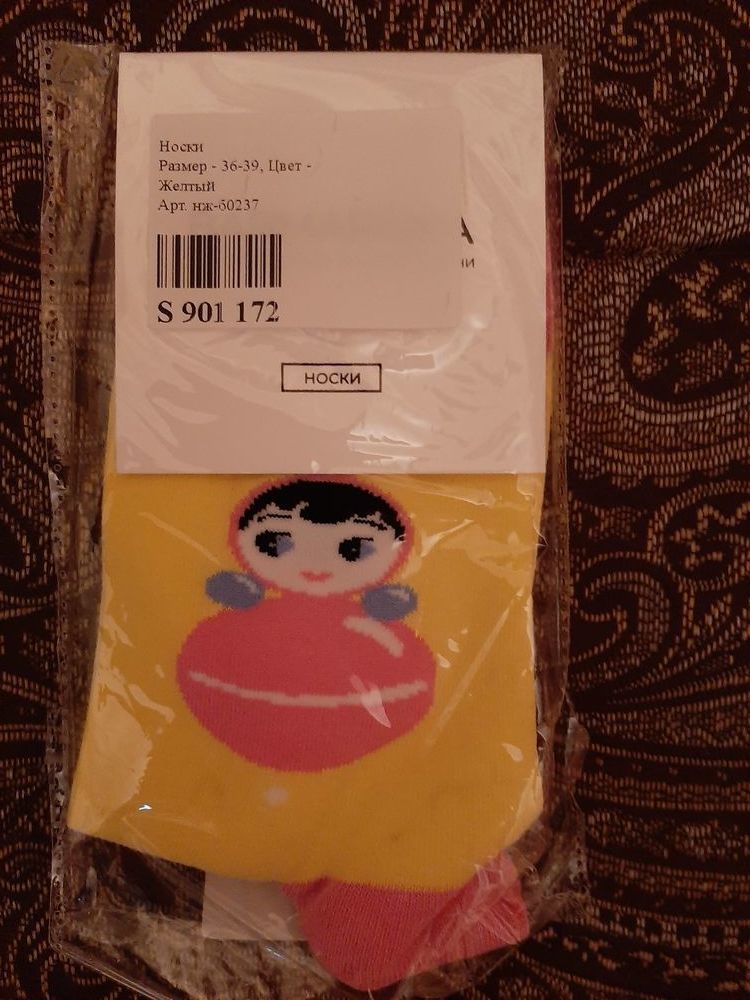 Носки
Размер - 36-39, Цвет -
Желтый
Арт. нж-60237
S 901 172
НОСКИ